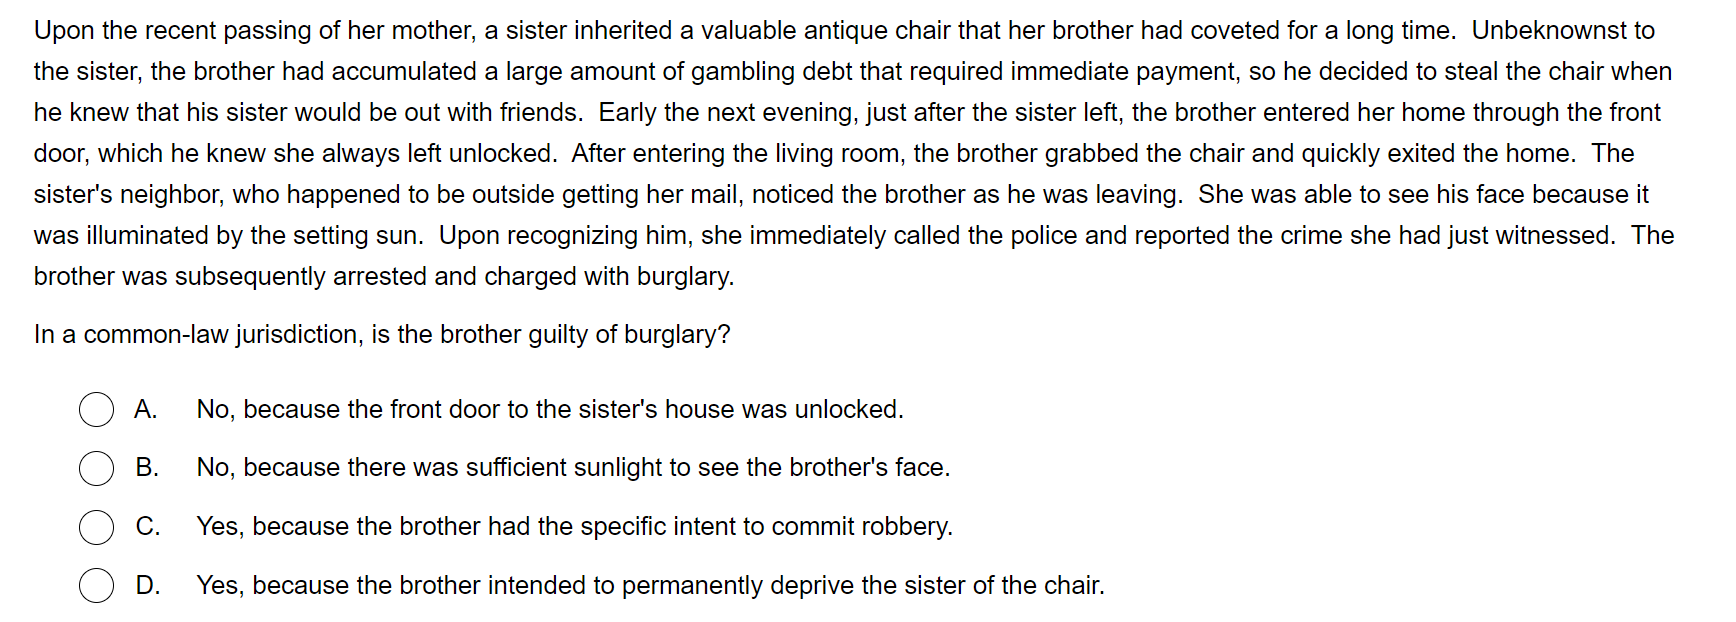 Upon the recent passing of her mother, a sister inherited a valuable antique chair that her brother had coveted for a long time.  Unbeknownst to
the sister, the brother had accumulated a large amount of gambling debt that required immediate payment, so he decided to steal the chair when
he knew that his sister would be out with friends.  Early the next evening, just after the sister left, the brother entered her home through the front
door, which he knew she always left unlocked.  After entering the living room, the brother grabbed the chair and quickly exited the home.  The
sister's neighbor, who happened to be outside getting her mail, noticed the brother as he was leaving.  She was able to see his face because it
was illuminated by the setting sun.  Upon recognizing him, she immediately called the police and reported the crime she had just witnessed.  The
brother was subsequently arrested and charged with burglary.
In a common-law jurisdiction, is the brother guilty of burglary?
A. No, because the front door to the sister's house was unlocked.
B. No, because there was sufficient sunlight to see the brother's face.
C. Yes, because the brother had the specific intent to commit robbery.
D. Yes, because the brother intended to permanently deprive the sister of the chair.